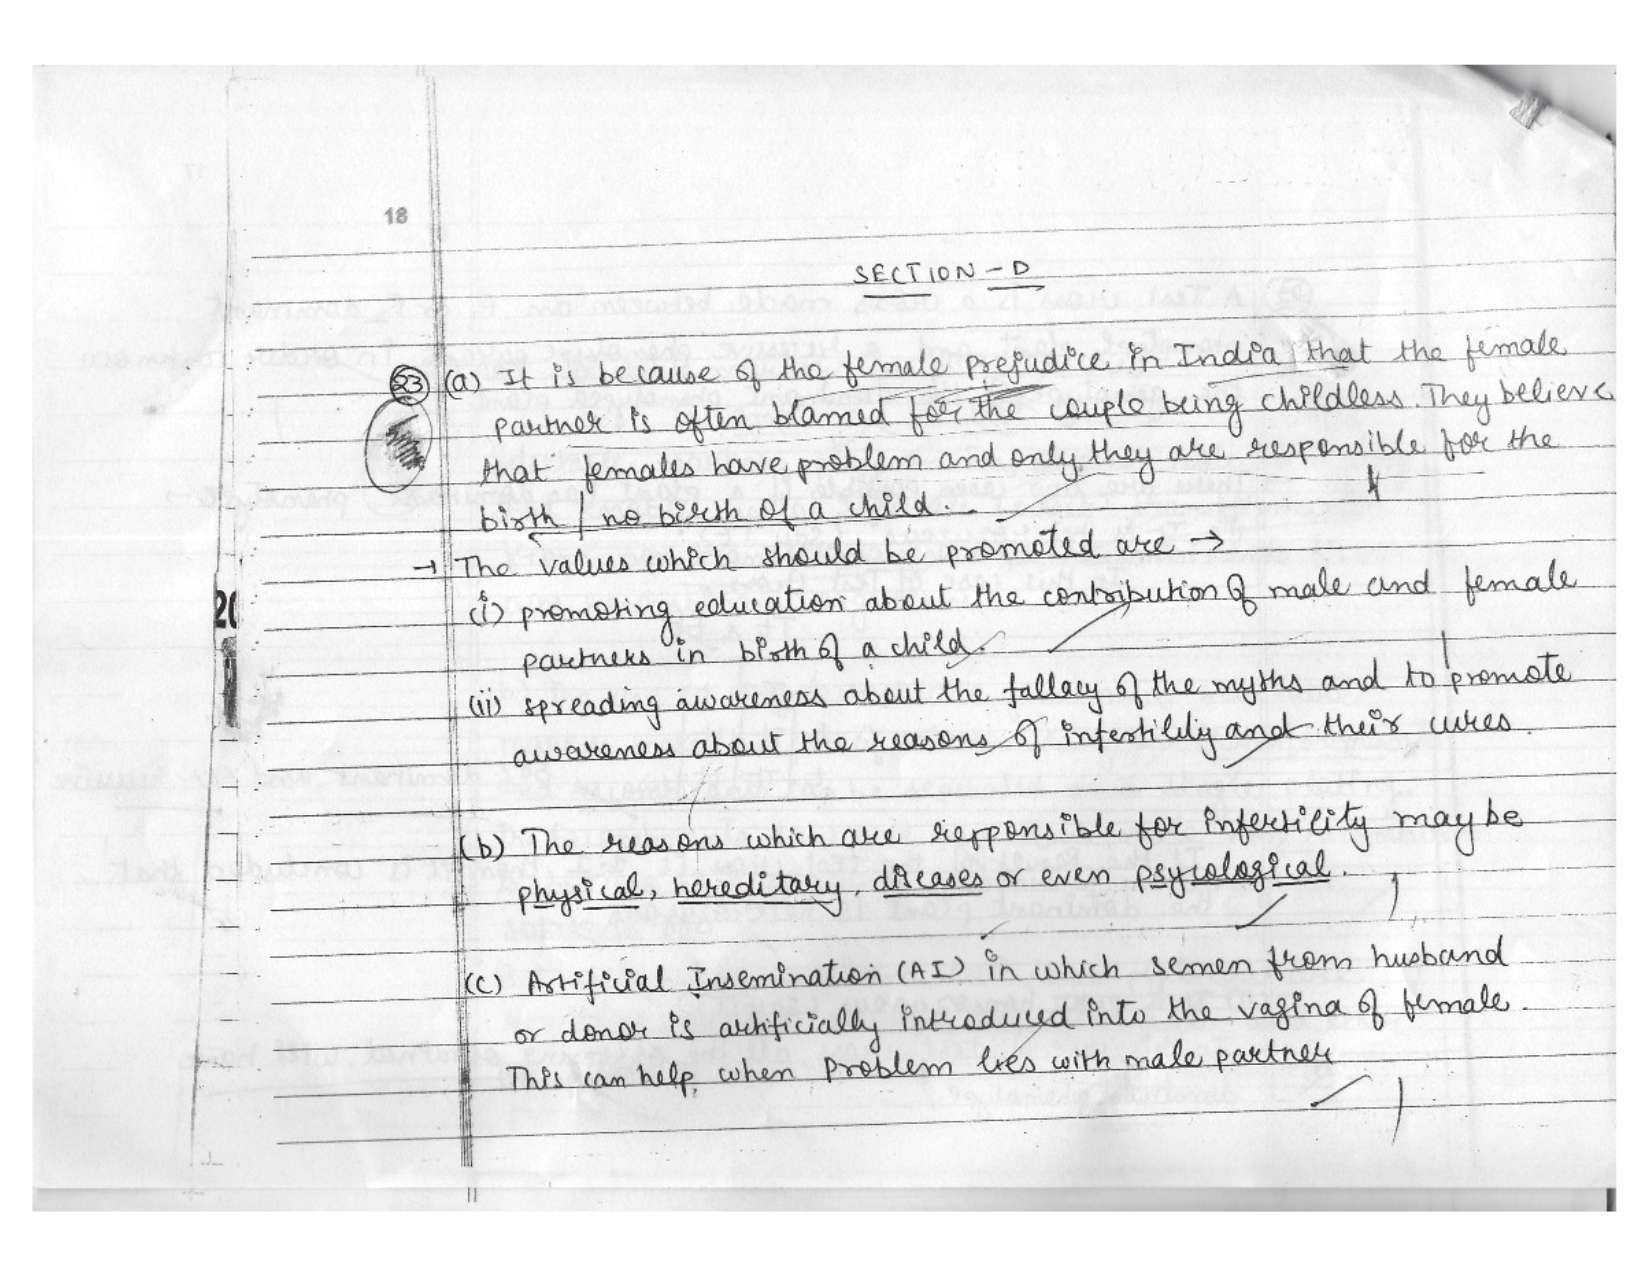 18
SECTION - D
23 (a) It is because of the female prejudice in India that the female
partner is often blamed for the couple being childless. They believe
that females have problem and only they are responsible for the
birth / no birth of a child.
→ The values which should be promoted are →
(i) promoting education about the contribution of male and female
partners in birth of a child.
(ii) spreading awareness about the fallacy of the myths and to promote
awareness about the reasons of infertility and their cures.
(b) The reasons which are repponsible for infertility may be
physical, hereditary, diseases or even psycological.
(c) Artificial Insemination (AI) in which semen from husband
or donor is artificially introduced into the vagina of female.
This can help, when problem lies with male partner